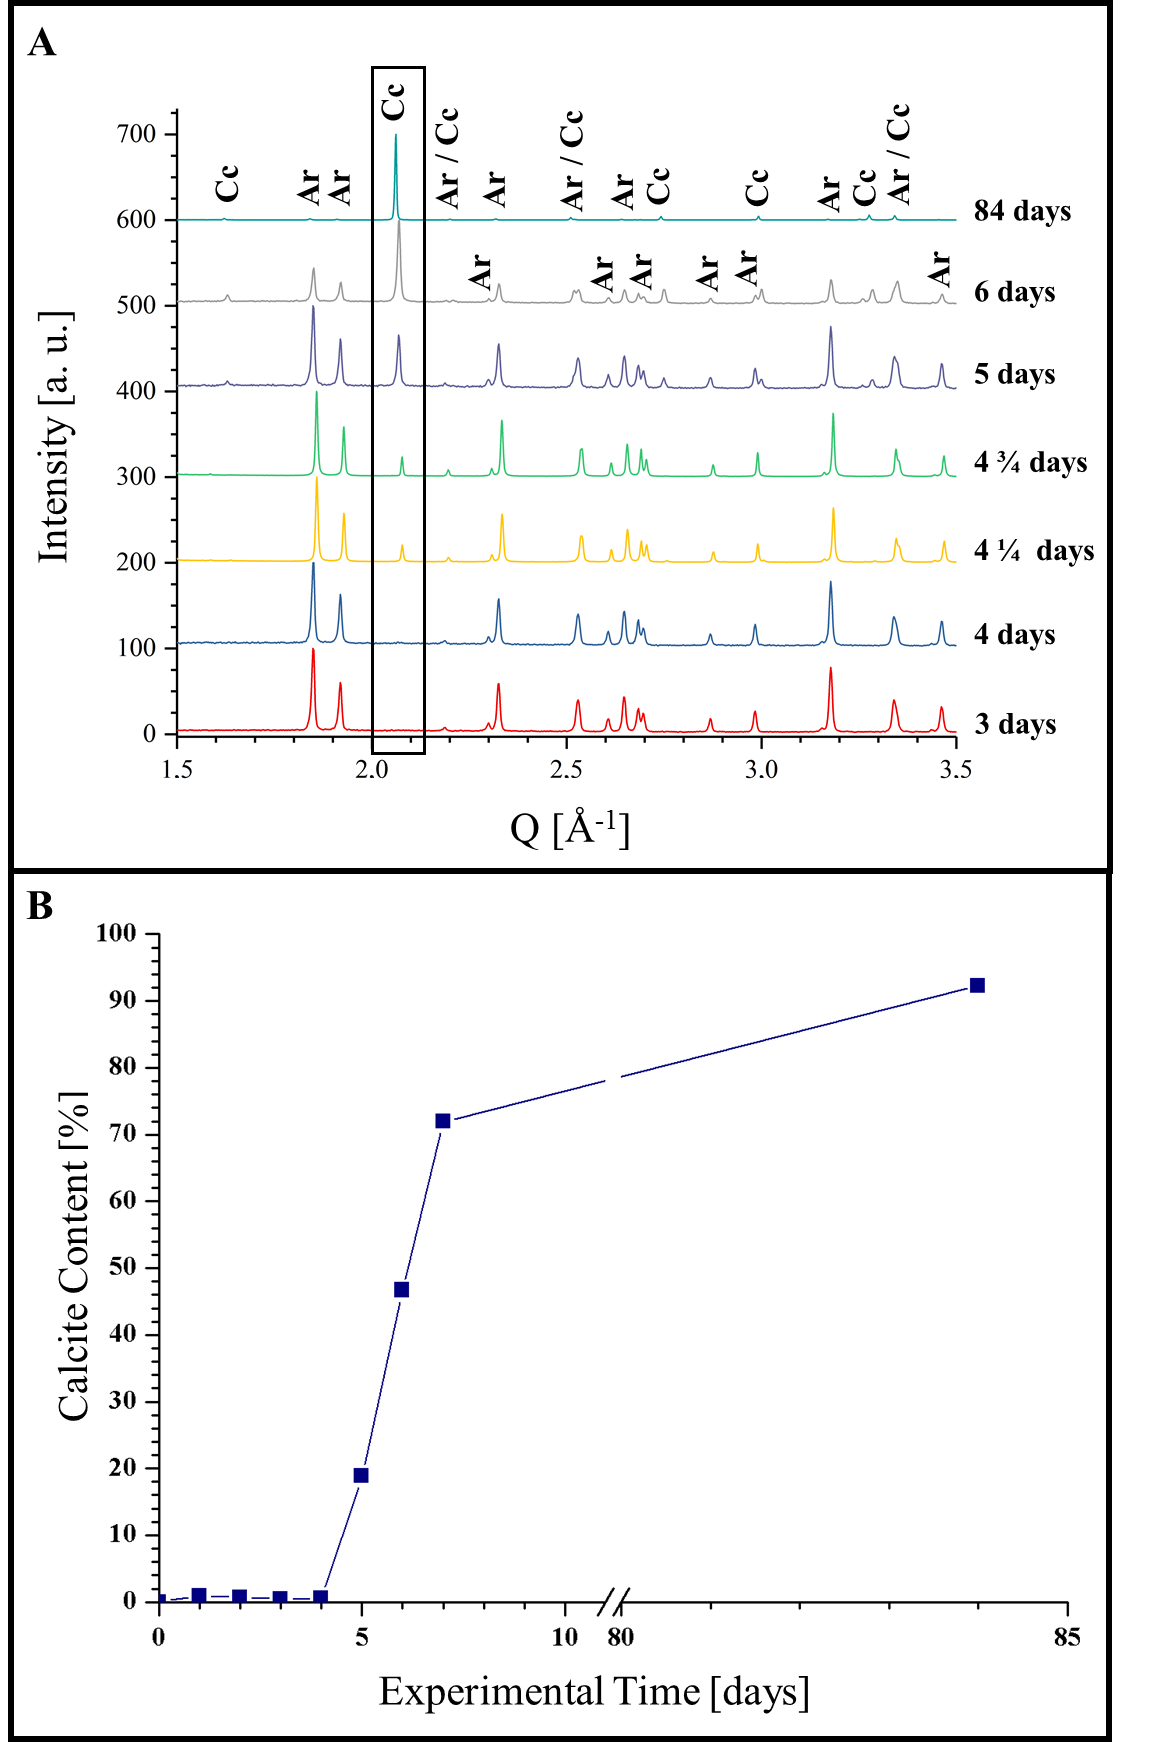 A
Cc
Ar
Ar
Cc
Ar / Cc
Ar
Ar / Cc
Ar
Cc
Cc
Ar
Cc
Ar / Cc
Ar
Ar
Ar
Ar
Ar
Ar
700
600
500
400
300
200
100
0
84 days
6 days
5 days
4 ¾ days
4 ¼ days
4 days
3 days
Intensity [a. u.]
1.5 2.0 2.5 3.0 3.5
Q [Å⁻¹]
B
100
90
80
70
60
50
40
30
20
10
0
Calcite Content [%]
0 5 10 80 85
Experimental Time [days]